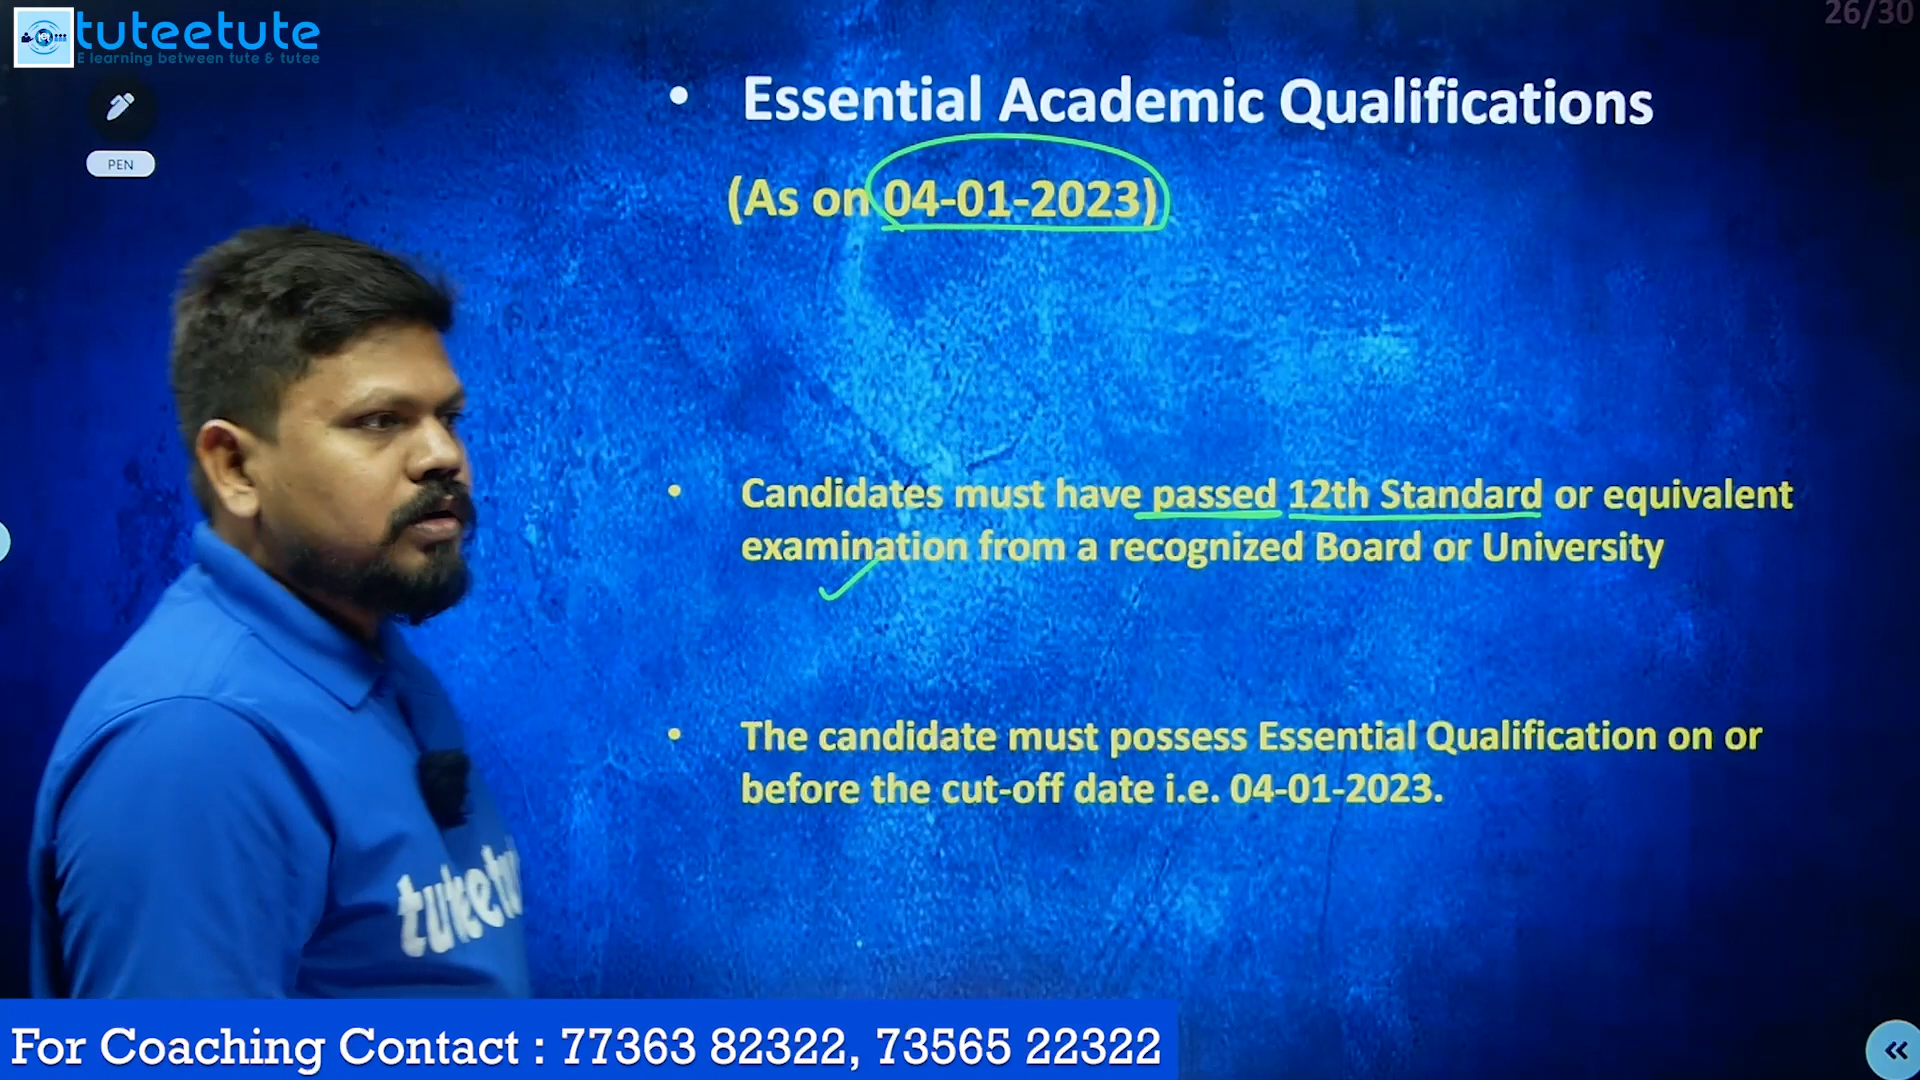 tuteetute
E learning between tute & tutee
26/30
PEN
• Essential Academic Qualifications
(As on 04-01-2023)
• Candidates must have passed 12th Standard or equivalent
examination from a recognized Board or University
• The candidate must possess Essential Qualification on or
before the cut-off date i.e. 04-01-2023.
For Coaching Contact : 77363 82322, 73565 22322